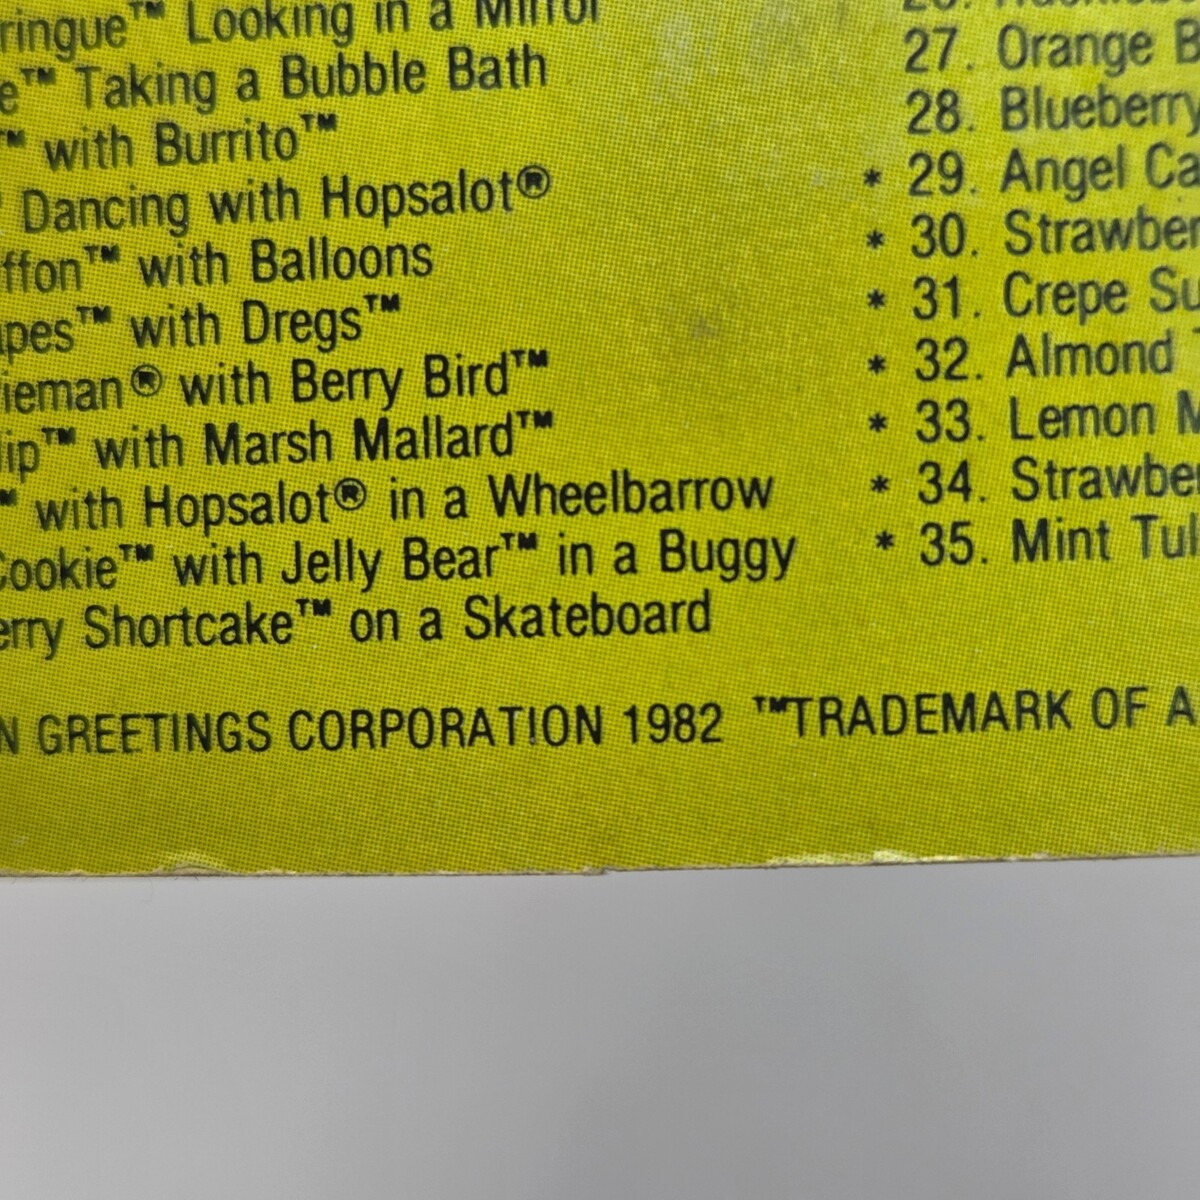 ringue™ Looking in a Mirror
e™ Taking a Bubble Bath
™ with Burrito™
Dancing with Hopsalot®
ffon™ with Balloons
apes™ with Dregs™
ieman® with Berry Bird™
lip™ with Marsh Mallard™
™ with Hopsalot® in a Wheelbarrow
Cookie™ with Jelly Bear™ in a Buggy
erry Shortcake™ on a Skateboard
27. Orange B
28. Blueberry
* 29. Angel Ca
* 30. Strawber
* 31. Crepe Su
* 32. Almond
* 33. Lemon M
* 34. Strawber
* 35. Mint Tul
N GREETINGS CORPORATION 1982 ™TRADEMARK OF A